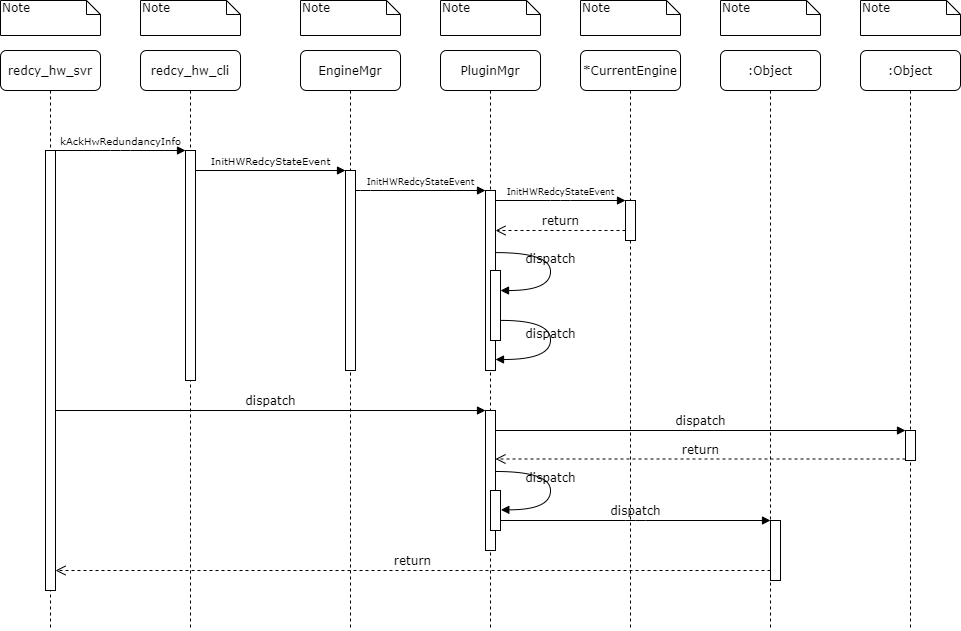 Note
Note
Note
Note
Note
Note
Note
redcy_hw_svr
redcy_hw_cli
EngineMgr
PluginMgr
*CurrentEngine
:Object
:Object
kAckHwRedundancyInfo
InitHWRedcyStateEvent
InitHWRedcyStateEvent
InitHWRedcyStateEvent
return
dispatch
dispatch
dispatch
dispatch
return
dispatch
dispatch
return